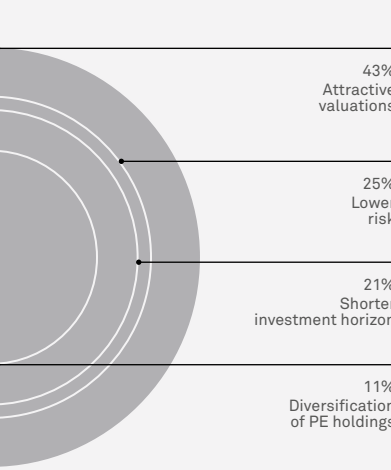 43%
Attractive
valuations
25%
Lower
risk
21%
Shorter
investment horizon
11%
Diversification
of PE holdings